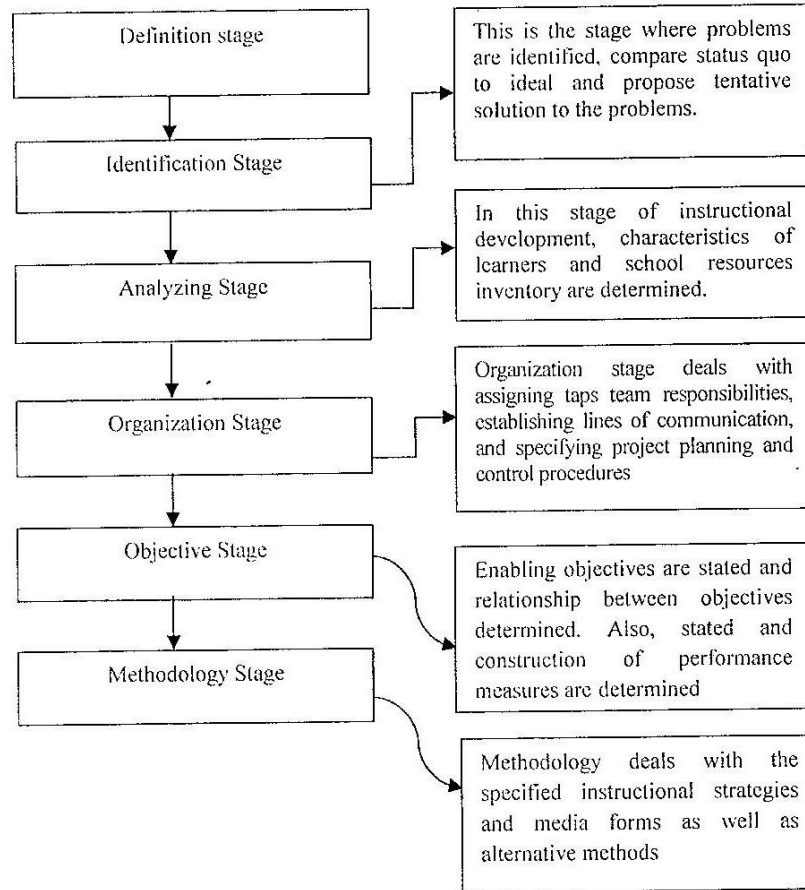 Definition stage
This is the stage where problems
are identified, compare status quo
to ideal and propose tentative
solution to the problems.
Identification Stage
In this stage of instructional
development, characteristics of
learners and school resources
inventory are determined.
Analyzing Stage
Organization stage deals with
assigning taps team responsibilities,
establishing lines of communication,
and specifying project planning and
control procedures
Organization Stage
Objective Stage
Enabling objectives are stated and
relationship between objectives
determined. Also, stated and
construction of performance
measures are determined
Methodology Stage
Methodology deals with the
specified instructional strategies
and media forms as well as
alternative methods